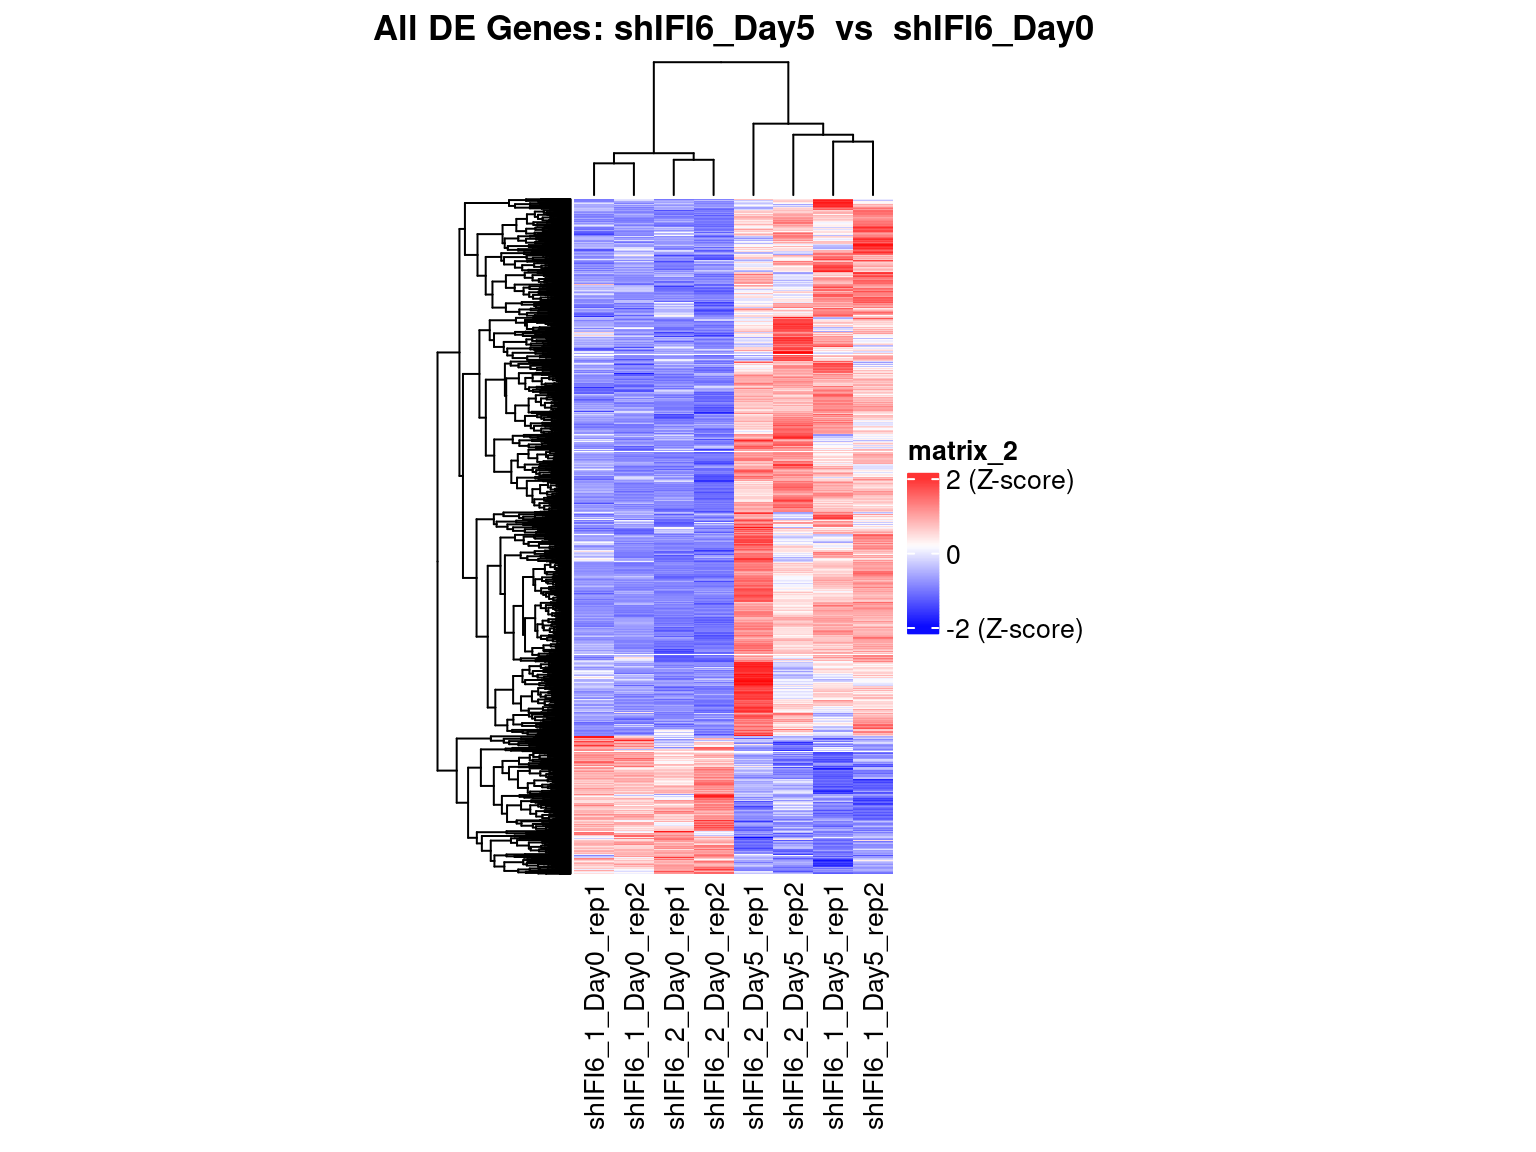 All DE Genes: shIFI6_Day5  vs  shIFI6_Day0
matrix_2
2 (Z-score)
0
-2 (Z-score)
shIFI6_1_Day0_rep1
shIFI6_1_Day0_rep2
shIFI6_2_Day0_rep1
shIFI6_2_Day0_rep2
shIFI6_2_Day5_rep1
shIFI6_2_Day5_rep2
shIFI6_1_Day5_rep1
shIFI6_1_Day5_rep2